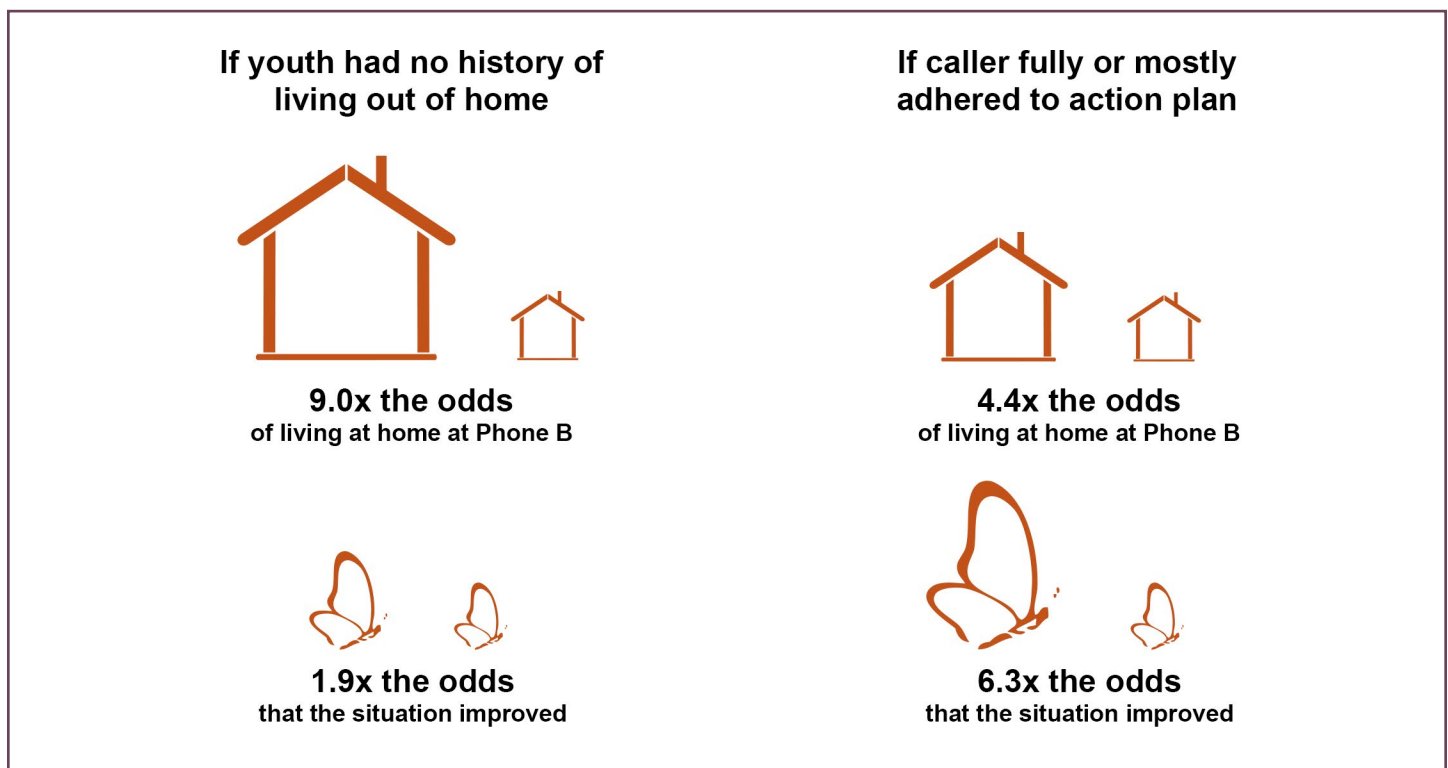 If youth had no history of
living out of home
9.0x the odds
of living at home at Phone B
1.9x the odds
that the situation improved
If caller fully or mostly
adhered to action plan
4.4x the odds
of living at home at Phone B
6.3x the odds
that the situation improved